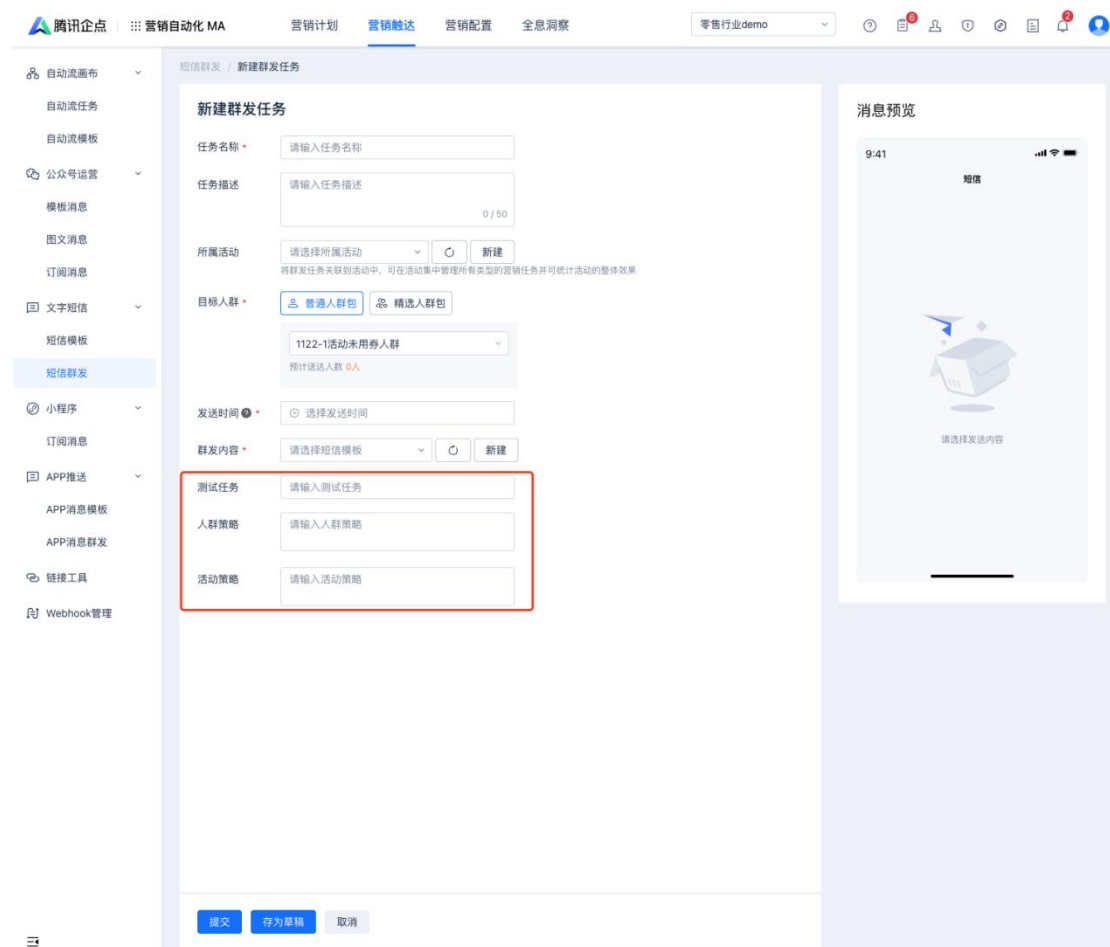 腾讯企点 营销自动化 MA 营销计划 营销触达 营销配置 全息洞察 零售行业demo 6 2
自动流画布
自动流任务
自动流模板
公众号运营
模板消息
图文消息
订阅消息
文字短信
短信模板
短信群发
小程序
订阅消息
APP推送
APP消息模板
APP消息群发
链接工具
Webhook管理
短信群发 / 新建群发任务
新建群发任务
任务名称 * 请输入任务名称
任务描述 请输入任务描述
0 / 50
所属活动 请选择所属活动 新建
将群发任务关联到活动中，可在活动集中管理所有类型的营销任务并可统计活动的整体效果
目标人群 * 普通人群包 精选人群包
1122-1活动未用券人群
预计送达人数 0人
发送时间 ? * 选择发送时间
群发内容 * 请选择短信模板 新建
测试任务 请输入测试任务
人群策略 请输入人群策略
活动策略 请输入活动策略
提交 存为草稿 取消
消息预览
9:41
短信
请选择发送内容